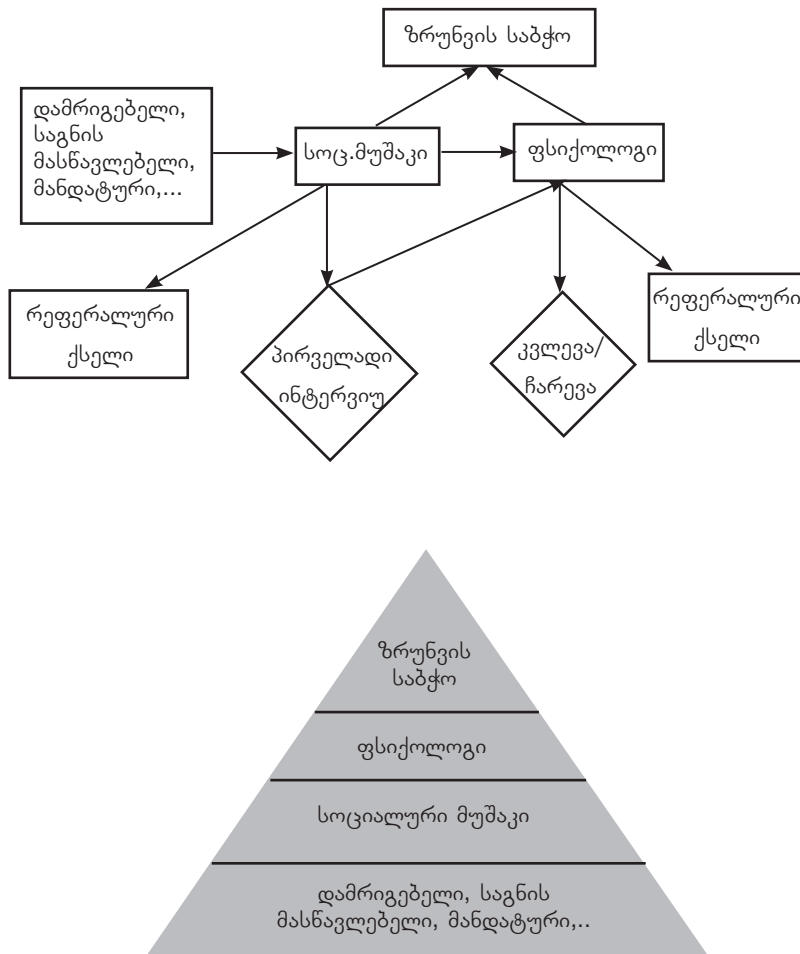 ზრუნვის საბჭო
დამრიგებელი,
საგნის
მასწავლებელი,
მანდატური,...
სოც.მუშაკი
ფსიქოლოგი
რეფერალური
ქსელი
პირველადი
ინტერვიუ
კვლევა/
ჩარევა
რეფერალური
ქსელი
ზრუნვის
საბჭო
ფსიქოლოგი
სოციალური მუშაკი
დამრიგებელი, საგნის
მასწავლებელი, მანდატური,..